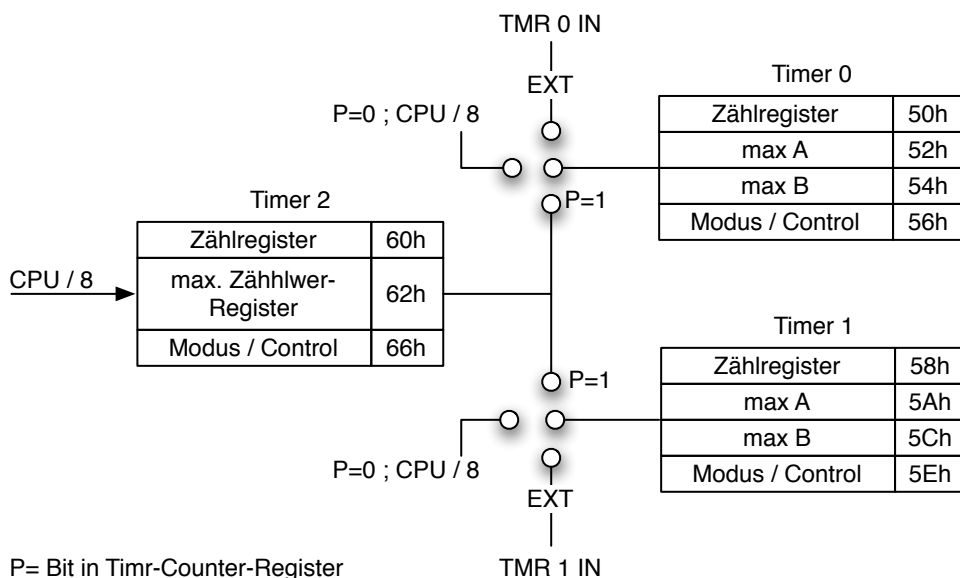 TMR 0 IN
EXT
P=0 ; CPU / 8
P=1
Timer 0
Zählregister 50h
max A 52h
max B 54h
Modus / Control 56h
Timer 2
CPU / 8
Zählregister 60h
max. Zähhlwer-
Register 62h
Modus / Control 66h
Timer 1
Zählregister 58h
max A 5Ah
max B 5Ch
Modus / Control 5Eh
P=1
P=0 ; CPU / 8
EXT
TMR 1 IN
P= Bit in Timr-Counter-Register